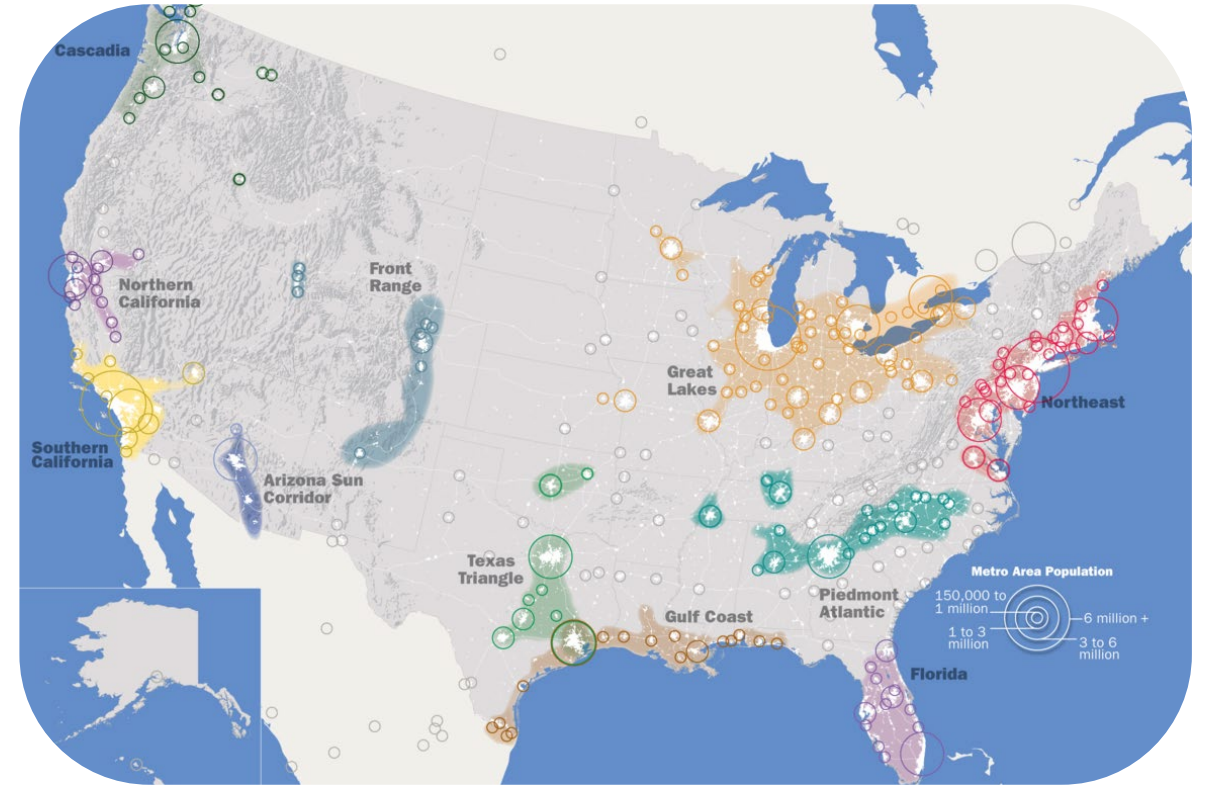 Cascadia
Northern
California
Front
Range
Great
Lakes
Northeast
Southern
California
Arizona Sun
Corridor
Texas
Triangle
Gulf Coast
Piedmont
Atlantic
Florida
Metro Area Population
150,000 to
1 million
1 to 3
million
6 million +
3 to 6
million